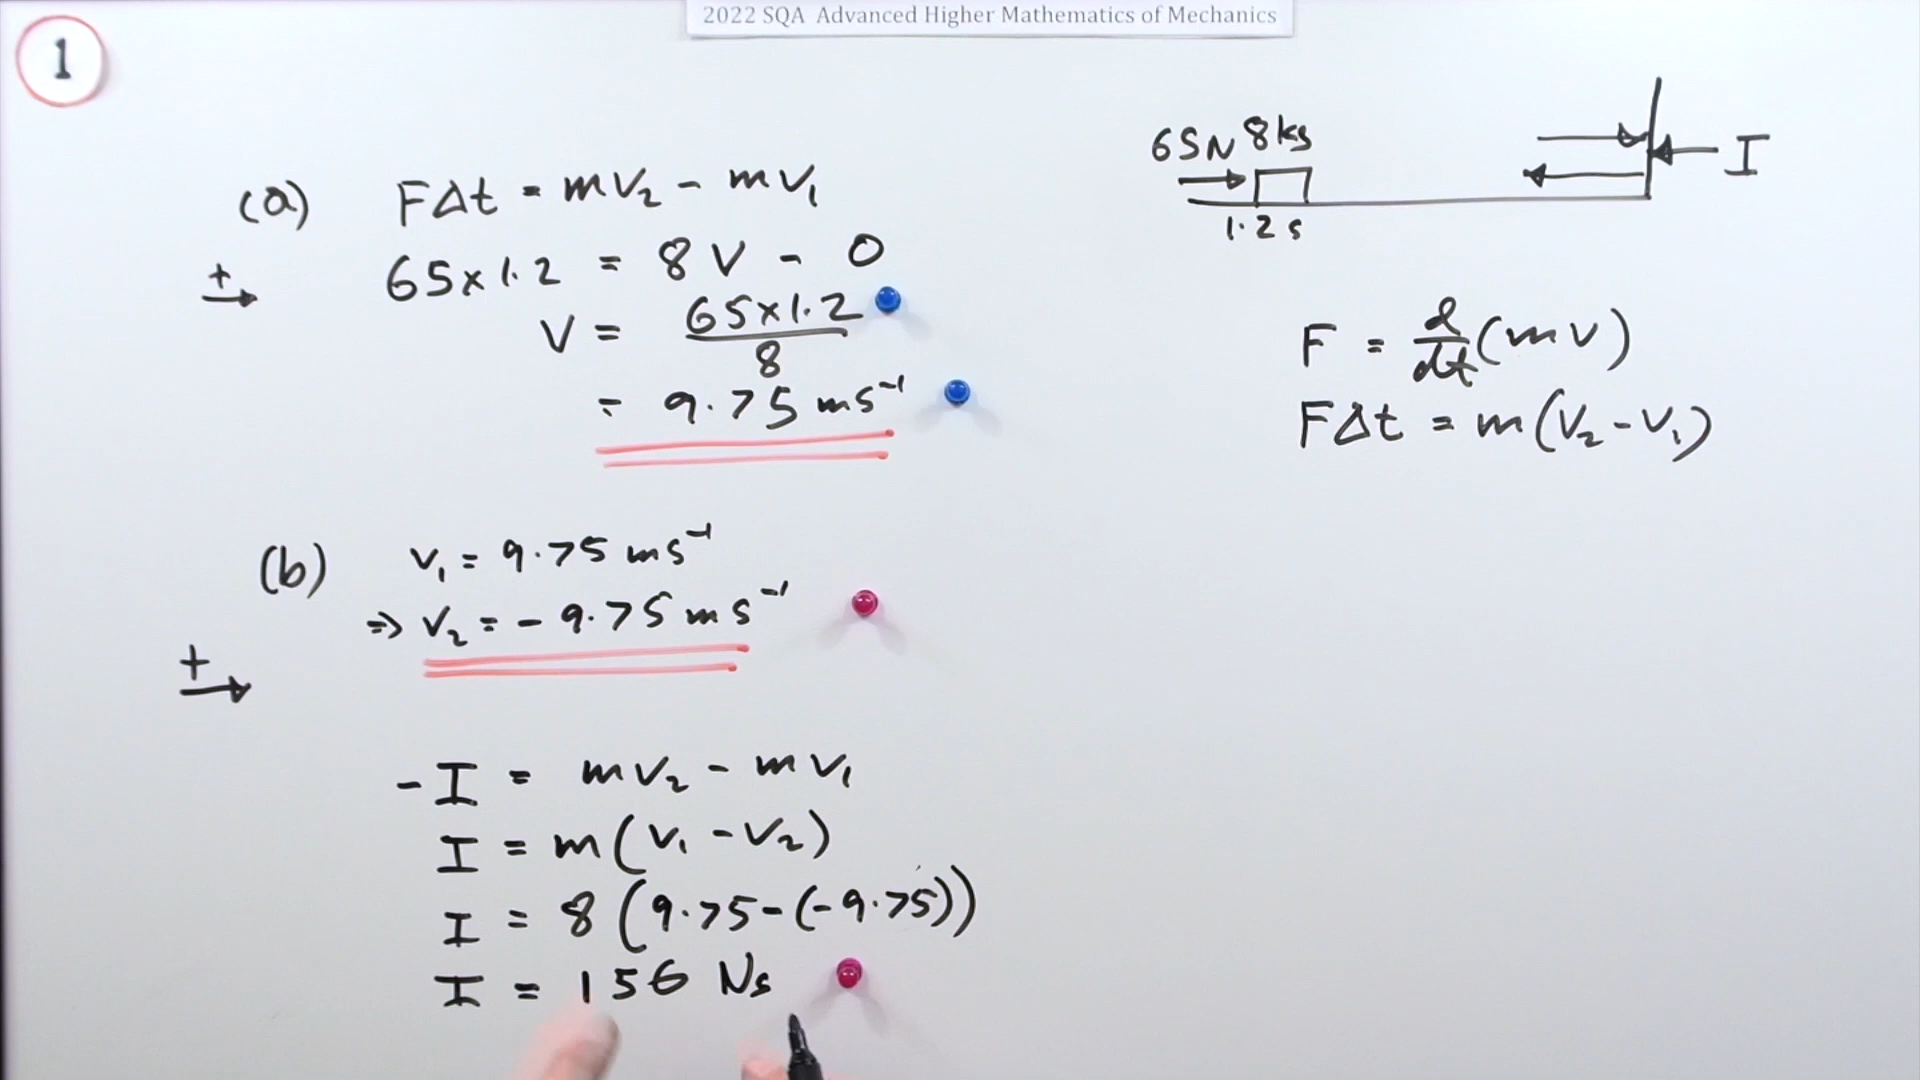 2022 SQA Advanced Higher Mathematics of Mechanics
1
(a) FΔt = mv₂ - mv₁
+ 65×1.2 = 8v - 0
v = 65×1.2 / 8
= 9.75 ms⁻¹
65N 8kg
I
1.2s
F = d/dt (mv)
FΔt = m(v₂-v₁)
(b) v₁ = 9.75 ms⁻¹
⇒ v₂ = -9.75 ms⁻¹
+
-I = mv₂ - mv₁
I = m(v₁ - v₂)
I = 8(9.75-(-9.75))
I = 156 Ns